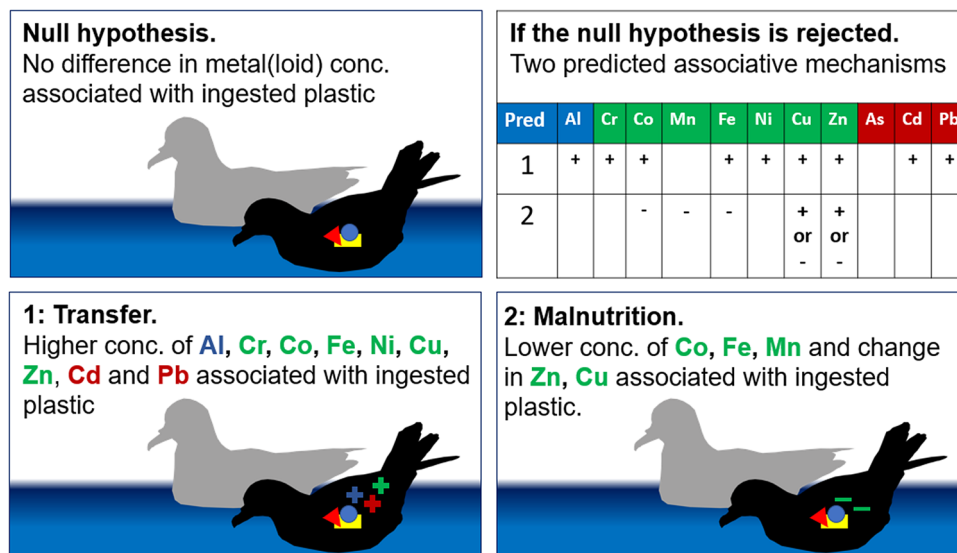 Null hypothesis.
No difference in metal(loid) conc.
associated with ingested plastic
If the null hypothesis is rejected.
Two predicted associative mechanisms
Pred Al Cr Co Mn Fe Ni Cu Zn As Cd Pb
1 + + + + + + + + +
2 - - - + or - + or -
1: Transfer.
Higher conc. of Al, Cr, Co, Fe, Ni, Cu,
Zn, Cd and Pb associated with ingested
plastic
2: Malnutrition.
Lower conc. of Co, Fe, Mn and change
in Zn, Cu associated with ingested
plastic.